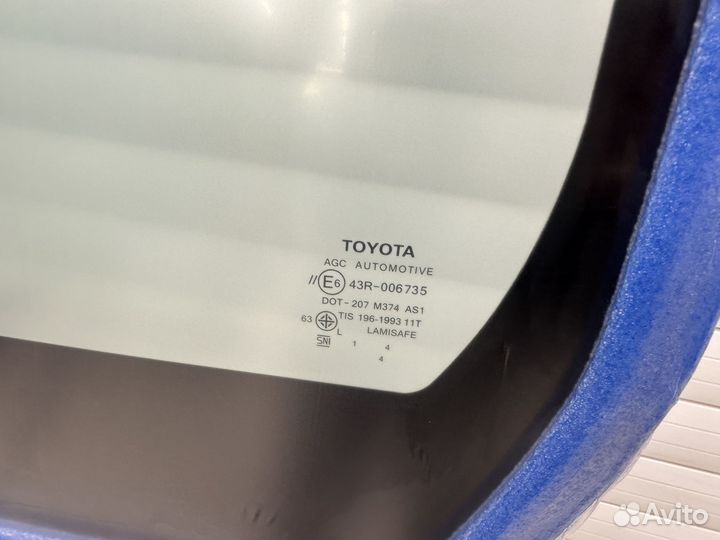 TOYOTA
AGC AUTOMOTIVE
// E6 43R-006735
DOT-207 M374 AS1
63 TIS 196-1993 11T
L LAMISAFE
SNI 1 4
4
Avito